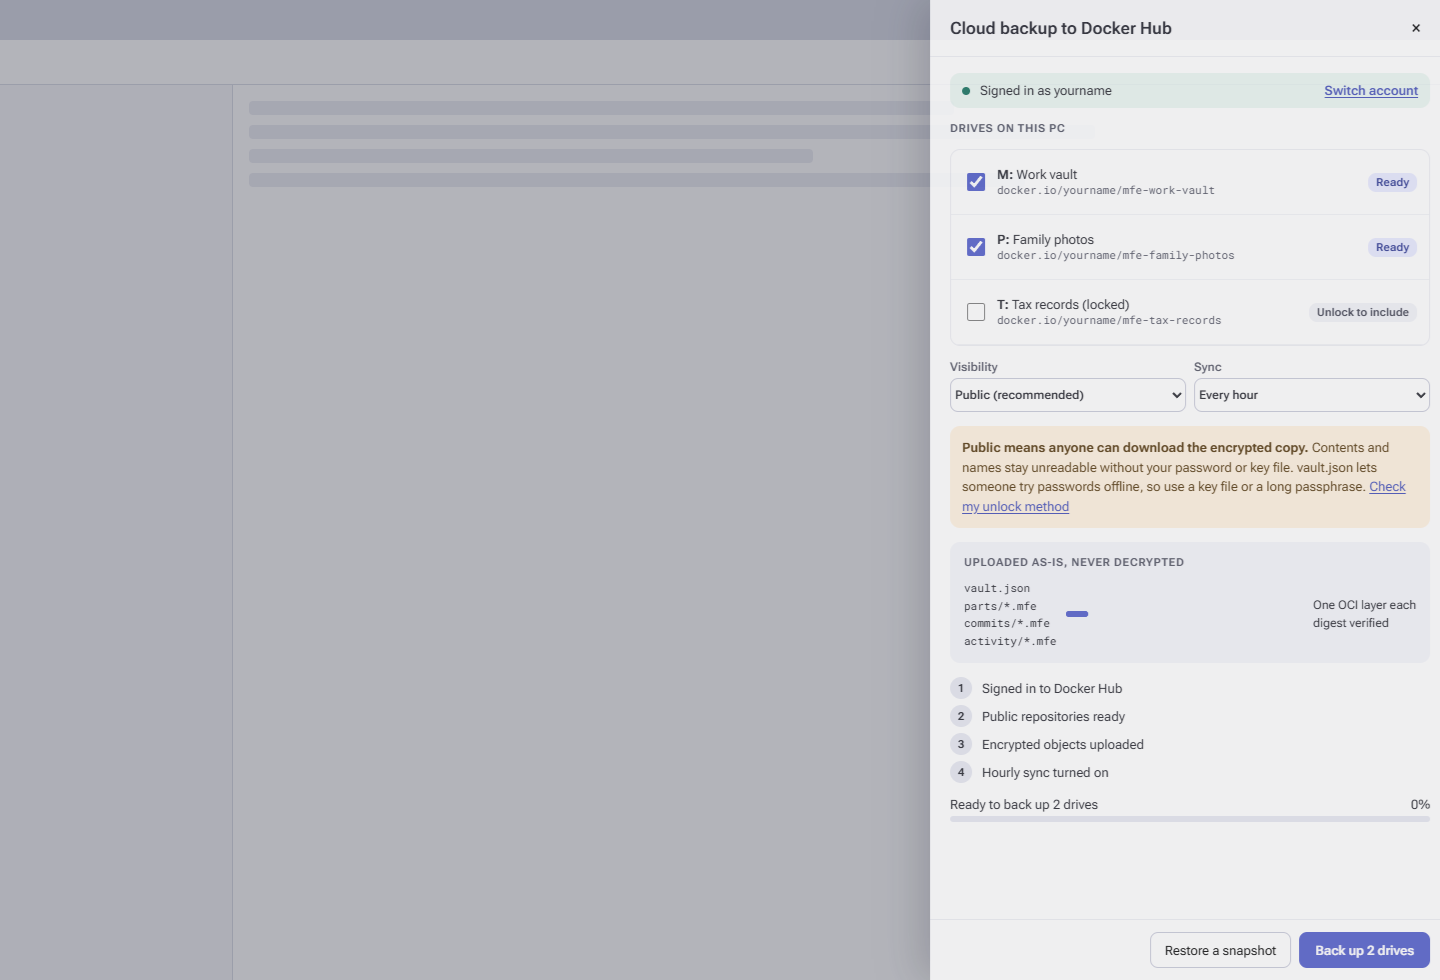 Cloud backup to Docker Hub
×
Signed in as yourname
Switch account
DRIVES ON THIS PC
M: Work vault
docker.io/yourname/mfe-work-vault
Ready
P: Family photos
docker.io/yourname/mfe-family-photos
Ready
T: Tax records (locked)
docker.io/yourname/mfe-tax-records
Unlock to include
Visibility
Sync
Public (recommended)
Every hour
Public means anyone can download the encrypted copy. Contents and
names stay unreadable without your password or key file. vault.json lets
someone try passwords offline, so use a key file or a long passphrase. Check
my unlock method
UPLOADED AS-IS, NEVER DECRYPTED
vault.json
parts/*.mfe
commits/*.mfe
activity/*.mfe
One OCI layer each
digest verified
1 Signed in to Docker Hub
2 Public repositories ready
3 Encrypted objects uploaded
4 Hourly sync turned on
Ready to back up 2 drives
0%
Restore a snapshot
Back up 2 drives